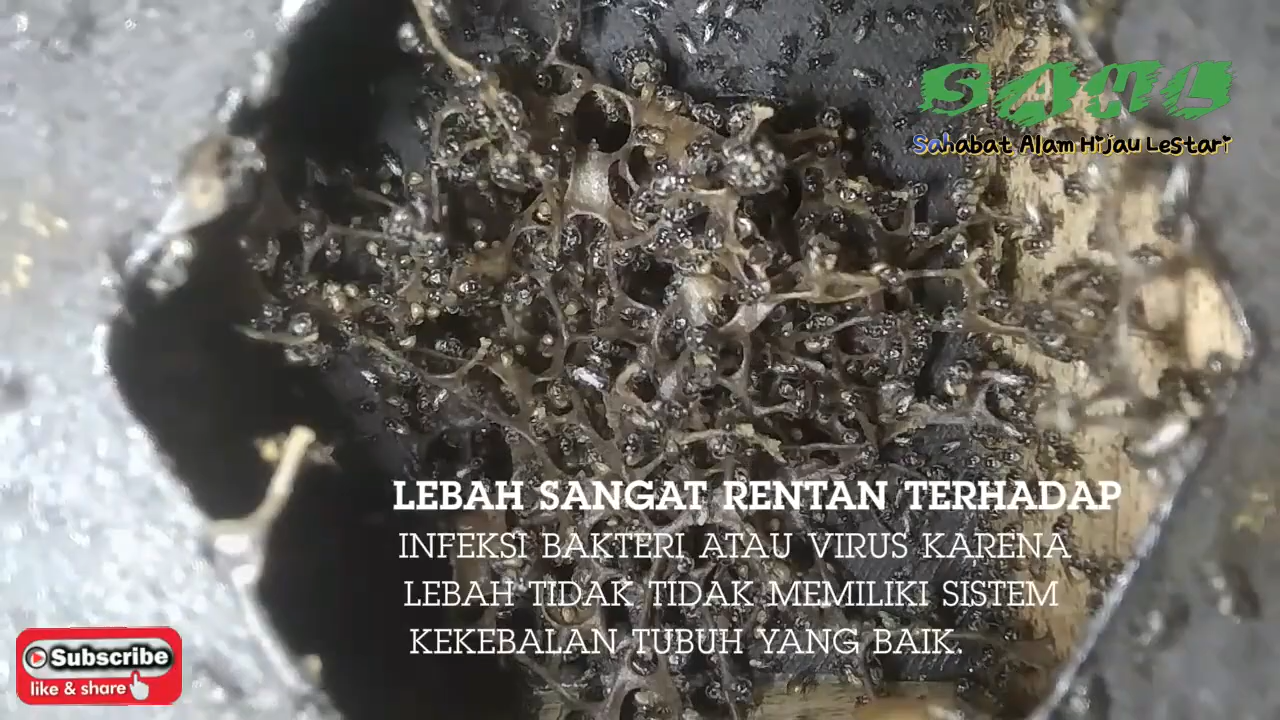 SAHL
Sahabat Alam Hijau Lestari
LEBAH SANGAT RENTAN TERHADAP
INFEKSI BAKTERI ATAU VIRUS KARENA
LEBAH TIDAK TIDAK MEMILIKI SISTEM
KEKEBALAN TUBUH YANG BAIK.
Subscribe
like & share